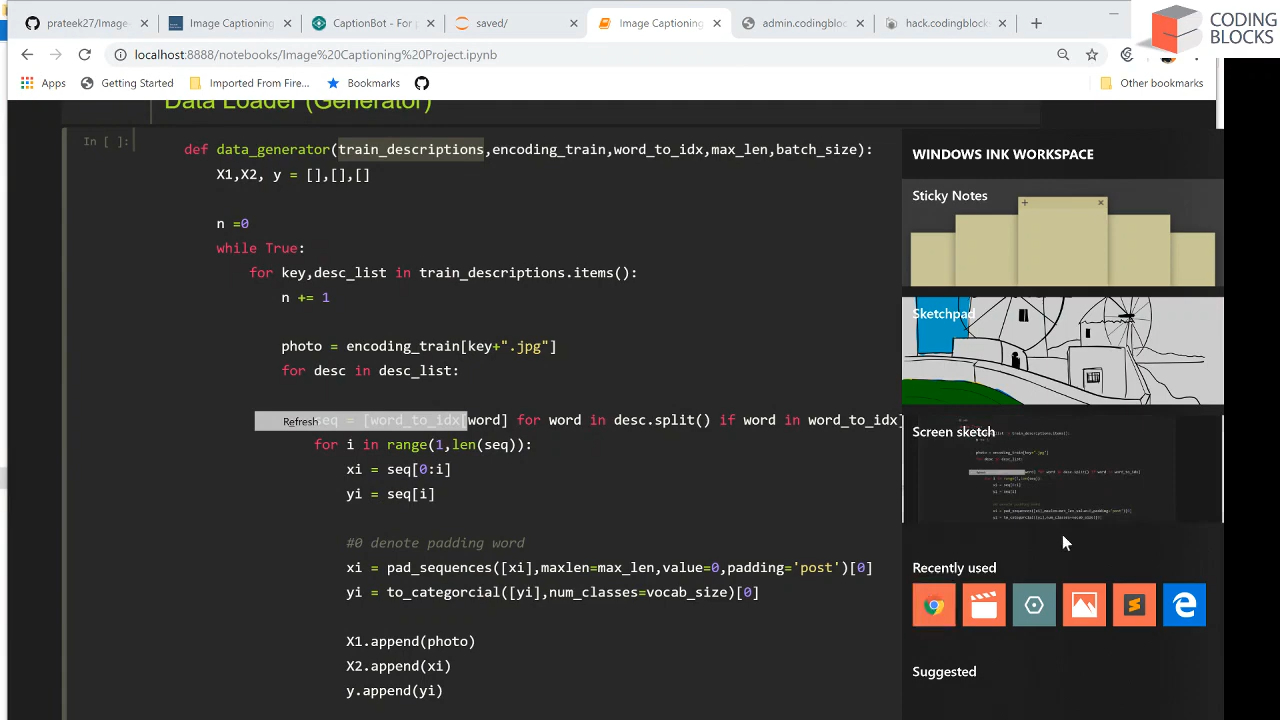 prateek27/Image-
Image Captioning
CaptionBot - For p
saved/
Image Captioning
admin.codingbloc
hack.codingblock
CODING
BLOCKS
localhost:8888/notebooks/Image%20Captioning%20Project.ipynb
Apps
Getting Started
Imported From Fire...
Bookmarks
Other bookmarks
Data Loader (Generator)
In [ ]:
def data_generator(train_descriptions,encoding_train,word_to_idx,max_len,batch_size):
X1,X2, y = [],[],[]
n =0
while True:
for key,desc_list in train_descriptions.items():
n += 1
photo = encoding_train[key+".jpg"]
for desc in desc_list:
Refresh
seq = [word_to_idx[word] for word in desc.split() if word in word_to_idx]
for i in range(1,len(seq)):
xi = seq[0:i]
yi = seq[i]
#0 denote padding word
xi = pad_sequences([xi],maxlen=max_len,value=0,padding='post')[0]
yi = to_categorcial([yi],num_classes=vocab_size)[0]
X1.append(photo)
X2.append(xi)
y.append(yi)
WINDOWS INK WORKSPACE
Sticky Notes
Sketchpad
Screen sketch
Recently used
Suggested